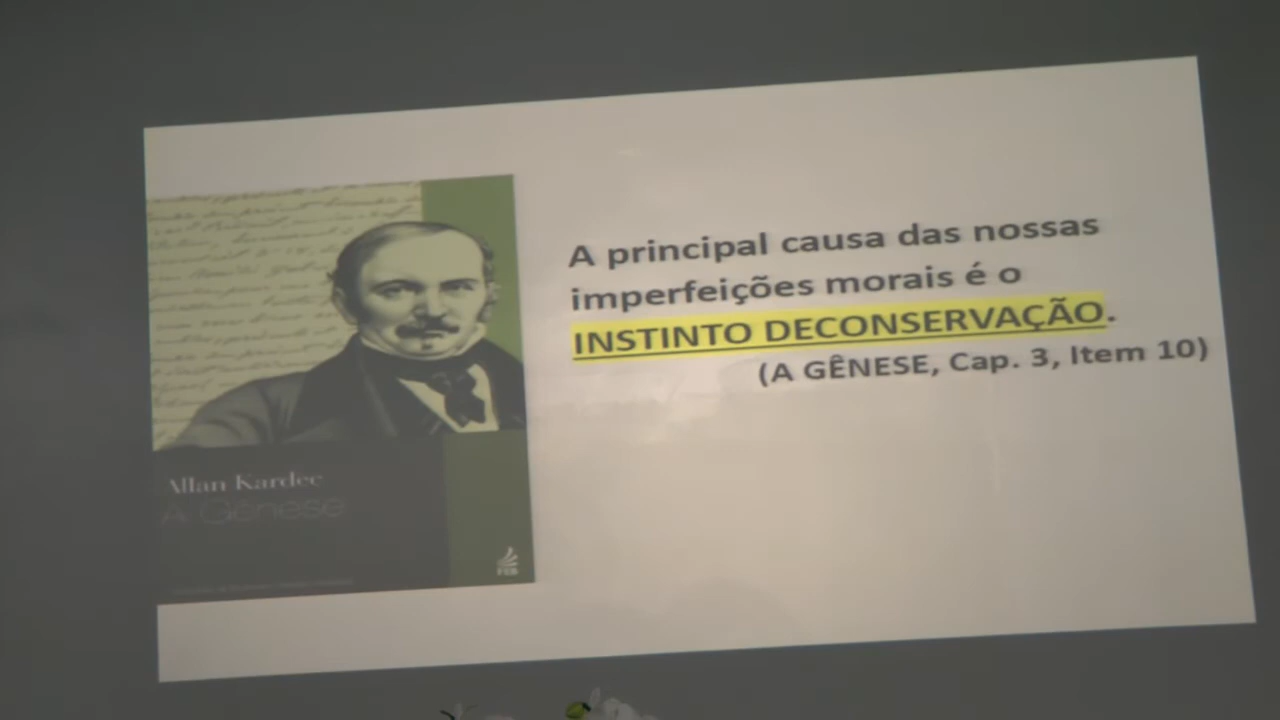 A principal causa das nossas
imperfeições morais é o
INSTINTO DECONSERVAÇÃO.
(A GÊNESE, Cap. 3, Item 10)
Allan Kardec
A Gênese
FEB